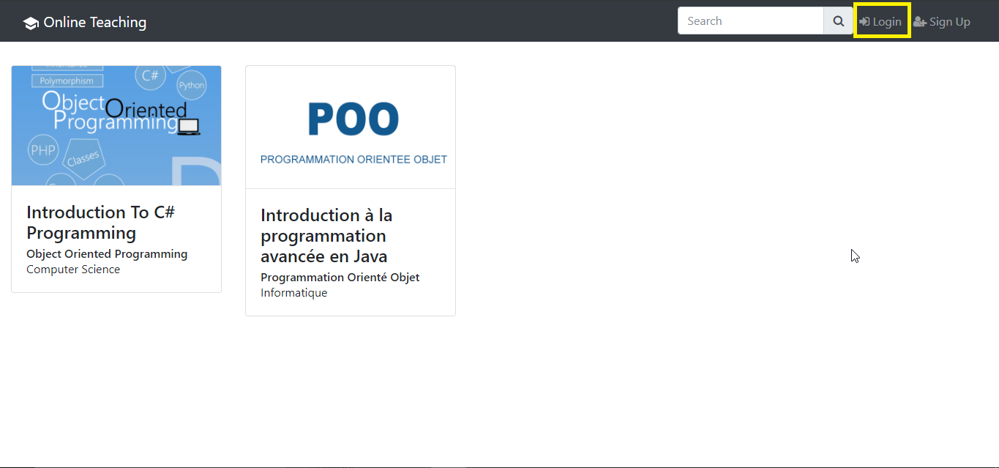 Online Teaching
Search
Login
Sign Up
Polymorphism
C#
Python
Object Oriented
Programming
PHP
Classes
POO
PROGRAMMATION ORIENTEE OBJET
Introduction To C#
Programming
Object Oriented Programming
Computer Science
Introduction à la
programmation
avancée en Java
Programmation Orienté Objet
Informatique